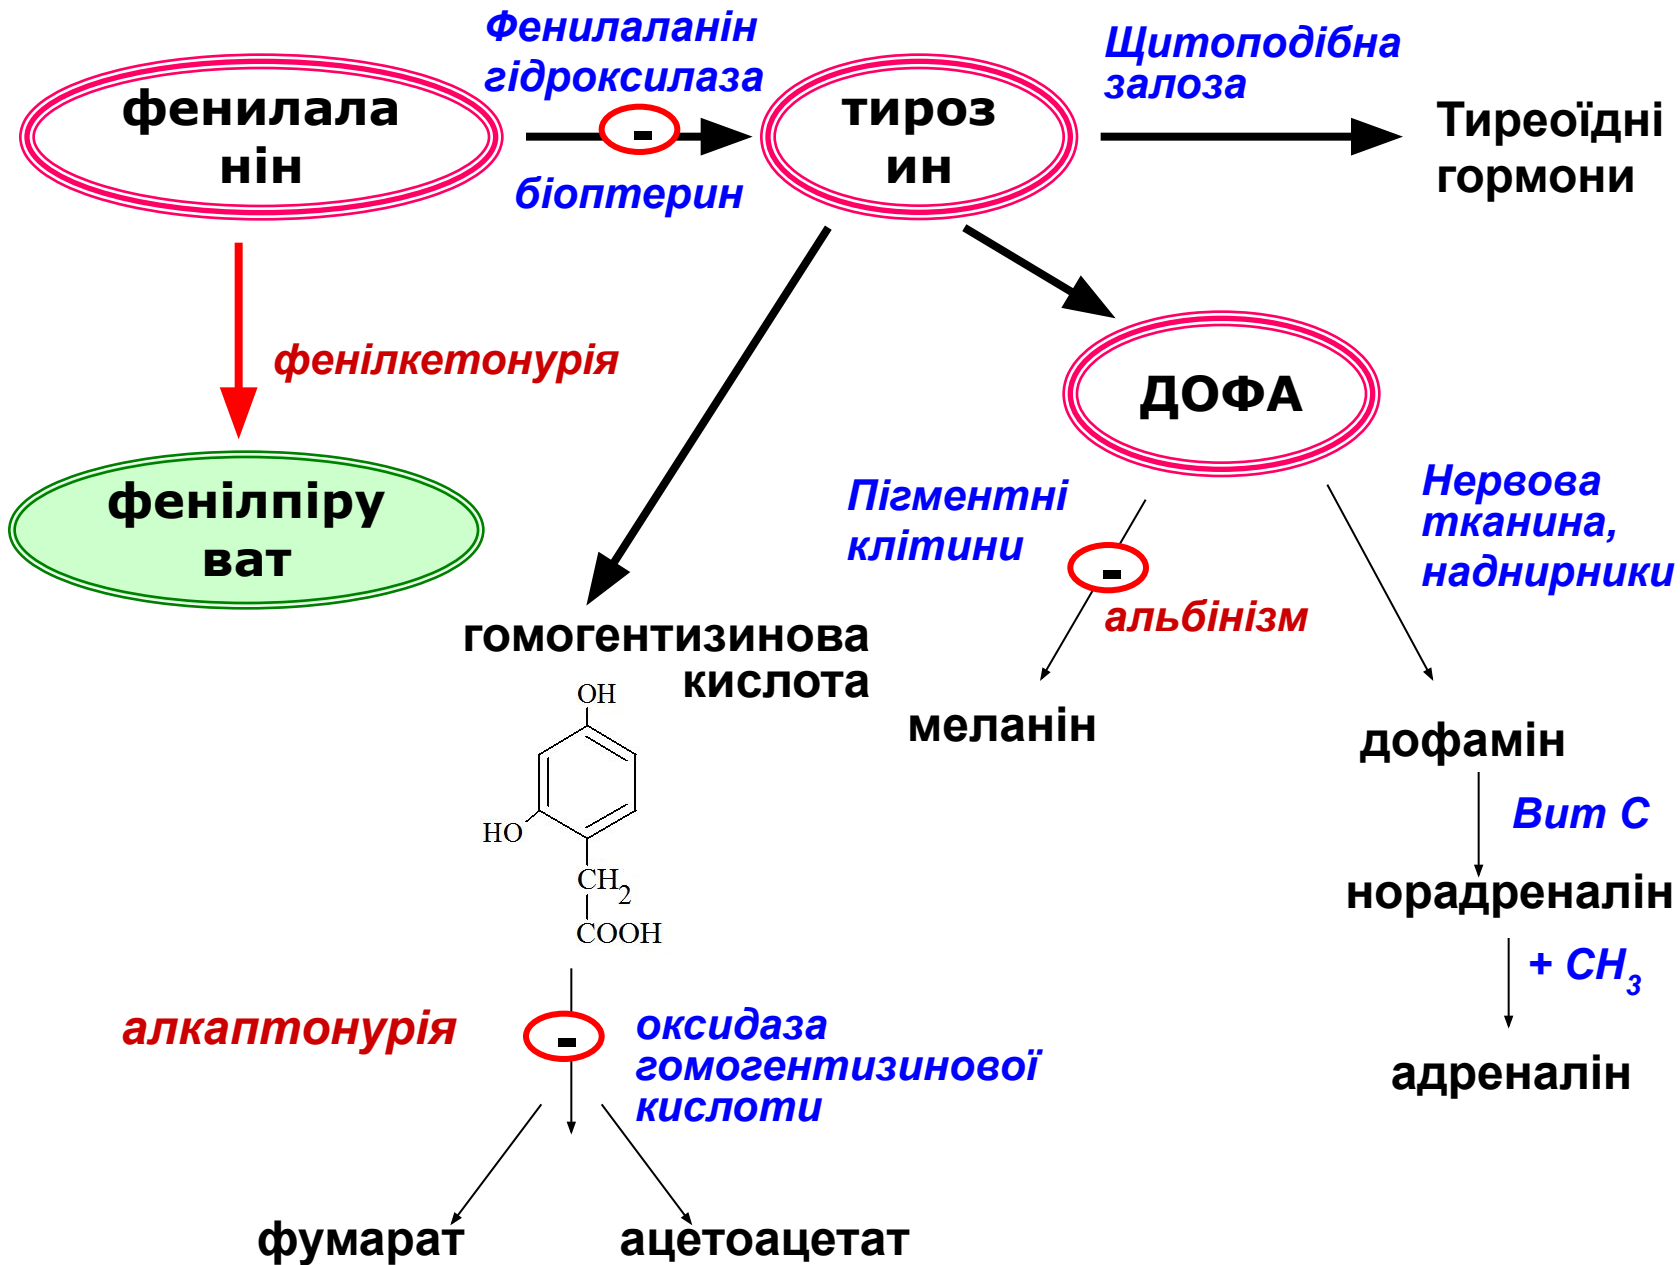 Фенилаланін
гідроксилаза
фенилала
нін
-
біоптерин
тироз
ин
Щитоподібна
залоза
Тиреоїдні
гормони
фенілкетонурія
фенілпіру
ват
ДОФА
Пігментні
клітини
-
альбінізм
Нервова
тканина,
наднирники
гомогентизинова
кислота
OH
HO
CH2
COOH
меланін
дофамін
Вит С
норадреналін
+ СН3
адреналін
алкаптонурія
-
оксидаза
гомогентизинової
кислоти
фумарат
ацетоацетат